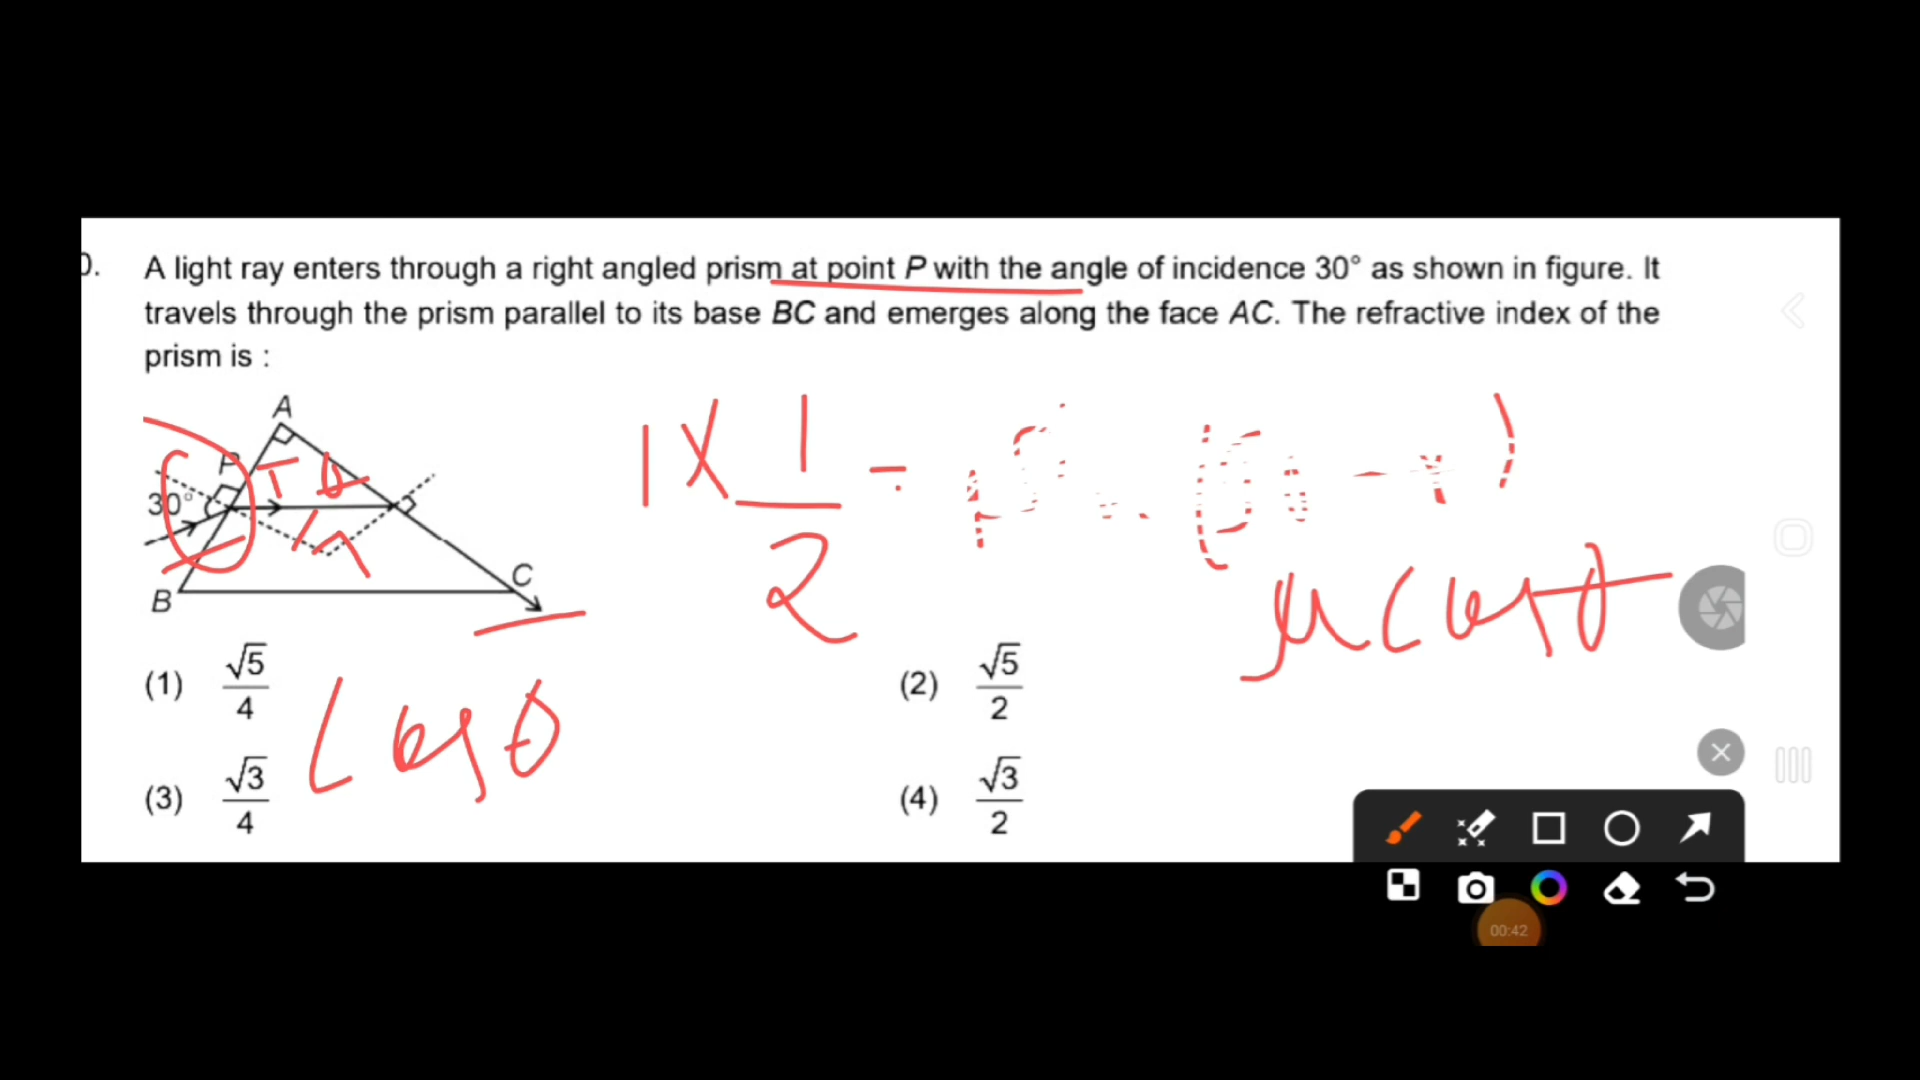 0. A light ray enters through a right angled prism at point P with the angle of incidence 30° as shown in figure. It
travels through the prism parallel to its base BC and emerges along the face AC. The refractive index of the
prism is :
A
P
30°
B
C
1 × 1/2 = μ
μ cos θ
(1) √5/4
(2) √5/2
cos θ
(3) √3/4
(4) √3/2
00:42